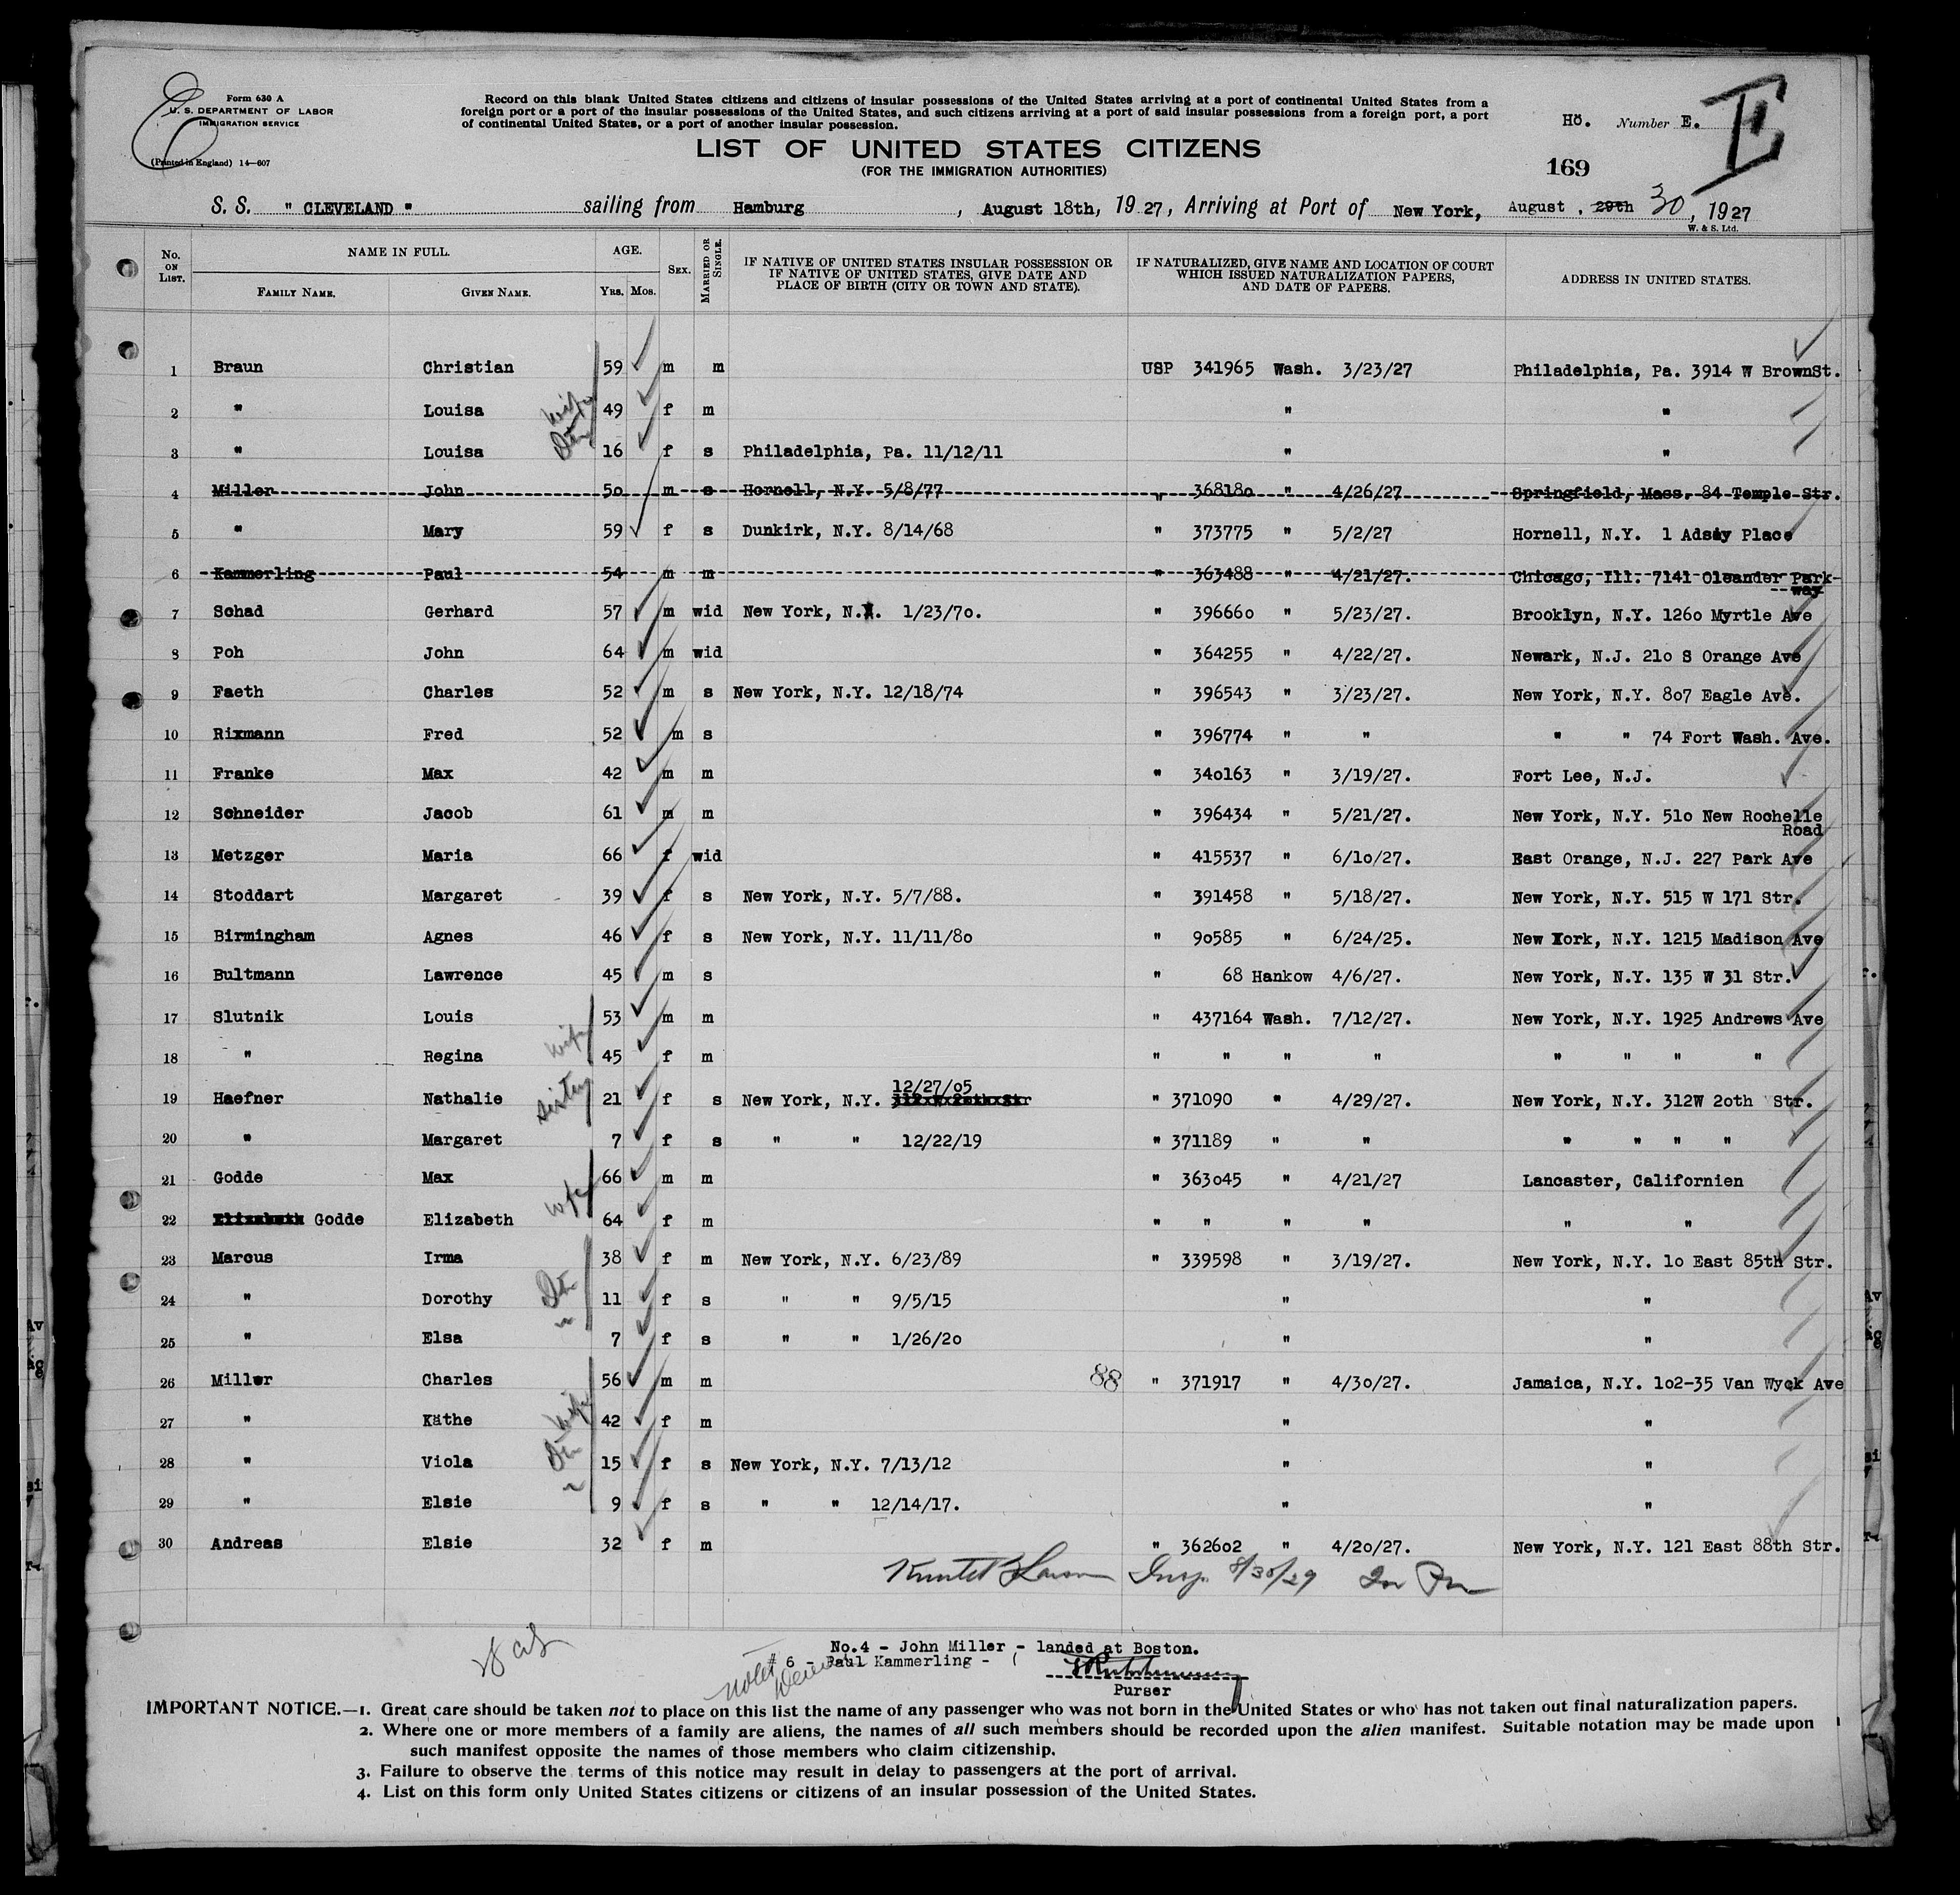 Form 630 A
U. S. DEPARTMENT OF LABOR
IMMIGRATION SERVICE
(Printed in England) 14—607
Record on this blank United States citizens and citizens of insular possessions of the United States arriving at a port of continental United States from a
foreign port or a port of the insular possessions of the United States, and such citizens arriving at a port of said insular possessions from a foreign port, a port
of continental United States, or a port of another insular possession.
Hö. Number E.
E
LIST OF UNITED STATES CITIZENS
(FOR THE IMMIGRATION AUTHORITIES)
169
S. S. " CLEVELAND " sailing from Hamburg , August 18th, 1927, Arriving at Port of New York, August , 29th 30, 1927
W. & S. Ltd.
No. ON LIST. NAME IN FULL. AGE. SEX. MARRIED OR SINGLE. IF NATIVE OF UNITED STATES INSULAR POSSESSION OR IF NATIVE OF UNITED STATES, GIVE DATE AND PLACE OF BIRTH (CITY OR TOWN AND STATE). IF NATURALIZED, GIVE NAME AND LOCATION OF COURT WHICH ISSUED NATURALIZATION PAPERS, AND DATE OF PAPERS. ADDRESS IN UNITED STATES.
FAMILY NAME. GIVEN NAME. YRS. MOS.
1 Braun Christian 59 m m USP 341965 Wash. 3/23/27 Philadelphia, Pa. 3914 W BrownSt.
2 " Louisa wife 49 f m " "
3 " Louisa 16 f s Philadelphia, Pa. 11/12/11 " "
4 Miller John 50 m s Hornell, N.Y. 5/8/77 " 368180 " 4/26/27 Springfield, Mass. 84 Temple Str.
5 " Mary 59 f s Dunkirk, N.Y. 8/14/68 " 373775 " 5/2/27 Hornell, N.Y. 1 Adsiy Place
6 Kammerling Paul 54 m m " 363488 " 4/21/27. Chicago, Ill. 7141 Oleander Park-
way
7 Schad Gerhard 57 m wid New York, N.Y. 1/23/70. " 396660 " 5/23/27. Brooklyn, N.Y. 1260 Myrtle Ave
8 Poh John 64 m wid " 364255 " 4/22/27. Newark, N.J. 210 S Orange Ave
9 Faeth Charles 52 m s New York, N.Y. 12/18/74 " 396543 " 3/23/27. New York, N.Y. 807 Eagle Ave.
10 Rixmann Fred 52 m s " 396774 " " " " 74 Fort Wash. Ave.
11 Franke Max 42 m m " 340163 " 3/19/27. Fort Lee, N.J.
12 Schneider Jacob 61 m m " 396434 " 5/21/27. New York, N.Y. 510 New Rochelle
Road
13 Metzger Maria 66 f wid " 415537 " 6/10/27. East Orange, N.J. 227 Park Ave
14 Stoddart Margaret 39 f s New York, N.Y. 5/7/88. " 391458 " 5/18/27. New York, N.Y. 515 W 171 Str.
15 Birmingham Agnes 46 f s New York, N.Y. 11/11/80 " 90585 " 6/24/25. New York, N.Y. 1215 Madison Ave
16 Bultmann Lawrence 45 m s " 68 Hankow 4/6/27. New York, N.Y. 135 W 31 Str.
17 Slutnik Louis 53 m m " 437164 Wash. 7/12/27. New York, N.Y. 1925 Andrews Ave
18 " Regina wife 45 f m " " " " " " " "
12/27/05
19 Haefner Nathalie sister 21 f s New York, N.Y. " 371090 " 4/29/27. New York, N.Y. 312W 20th Str.
20 " Margaret 7 f s " " 12/22/19 " 371189 " " " " " "
21 Godde Max 66 m m " 363045 " 4/21/27 Lancaster, Californien
22 Elizabeth Godde Elizabeth wife 64 f m " " " " " "
23 Marcus Irma 38 f m New York, N.Y. 6/23/89 " 339598 " 3/19/27. New York, N.Y. 10 East 85th Str.
24 " Dorothy 11 f s " " 9/5/15 " "
25 " Elsa 7 f s " " 1/26/20 " "
26 Miller Charles 56 m m 88 " 371917 " 4/30/27. Jamaica, N.Y. 102-35 Van Wyck Ave
27 " Käthe wife 42 f m " "
28 " Viola 15 f s New York, N.Y. 7/13/12 " "
29 " Elsie 9 f s " " 12/14/17. " "
30 Andreas Elsie 32 f m " 362602 " 4/20/27. New York, N.Y. 121 East 88th Str.
Insp.
No.4 - John Miller - landed at Boston.
# 6 - Paul Kammerling - (
Purser
IMPORTANT NOTICE.—1. Great care should be taken not to place on this list the name of any passenger who was not born in the United States or who has not taken out final naturalization papers.
2. Where one or more members of a family are aliens, the names of all such members should be recorded upon the alien manifest. Suitable notation may be made upon
such manifest opposite the names of those members who claim citizenship.
3. Failure to observe the terms of this notice may result in delay to passengers at the port of arrival.
4. List on this form only United States citizens or citizens of an insular possession of the United States.